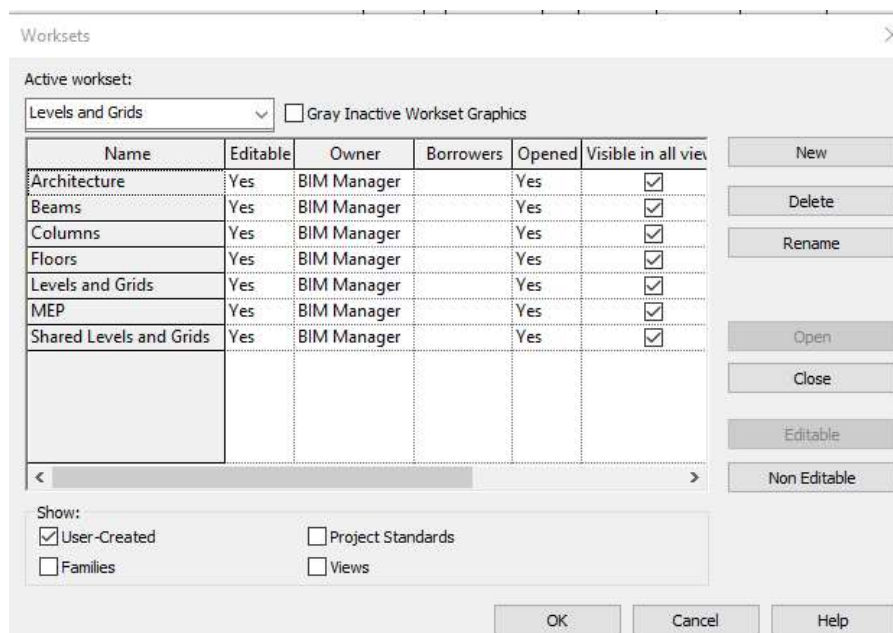 Worksets
Active workset:
Levels and Grids Gray Inactive Workset Graphics
Name Editable Owner Borrowers Opened Visible in all view
Architecture Yes BIM Manager Yes
Beams Yes BIM Manager Yes
Columns Yes BIM Manager Yes
Floors Yes BIM Manager Yes
Levels and Grids Yes BIM Manager Yes
MEP Yes BIM Manager Yes
Shared Levels and Grids Yes BIM Manager Yes
New
Delete
Rename
Open
Close
Editable
Non Editable
Show:
User-Created Project Standards
Families Views
OK Cancel Help